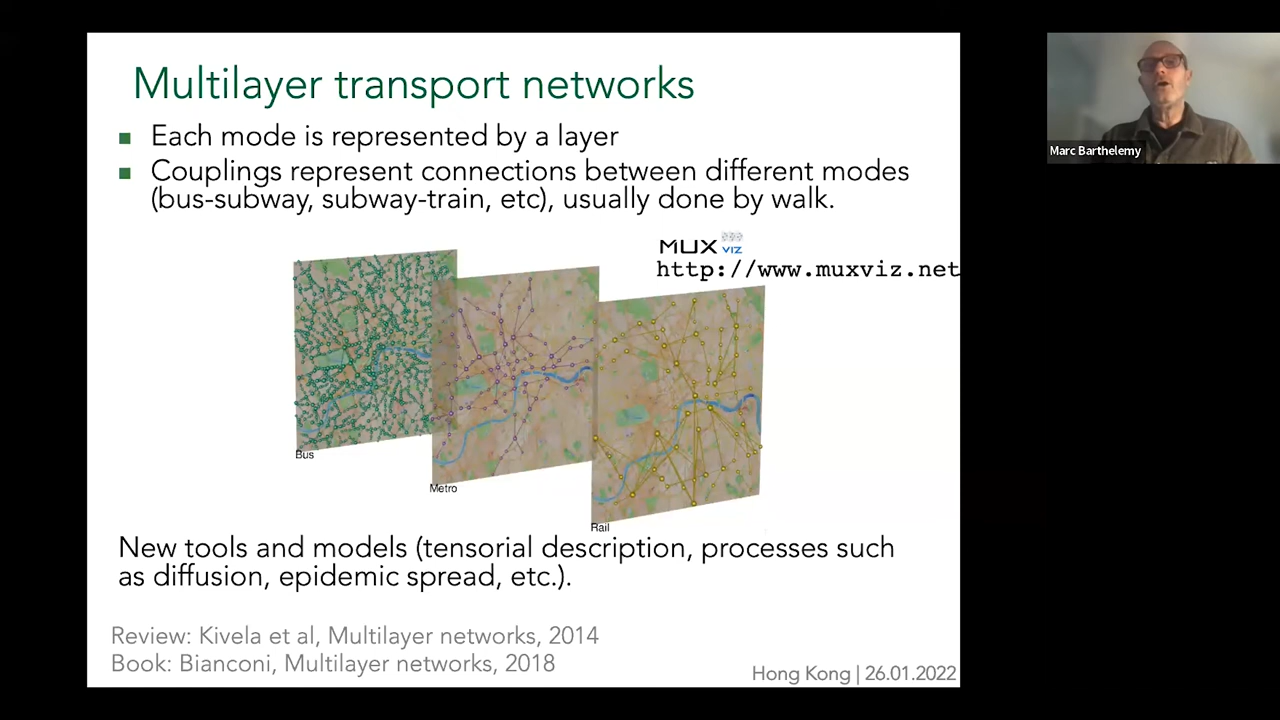 Multilayer transport networks
Each mode is represented by a layer
Couplings represent connections between different modes
(bus-subway, subway-train, etc), usually done by walk.
MUX VIZ
http://www.muxviz.net
Bus
Metro
Rail
New tools and models (tensorial description, processes such
as diffusion, epidemic spread, etc.).
Review: Kivela et al, Multilayer networks, 2014
Book: Bianconi, Multilayer networks, 2018
Hong Kong | 26.01.2022
Marc Barthelemy